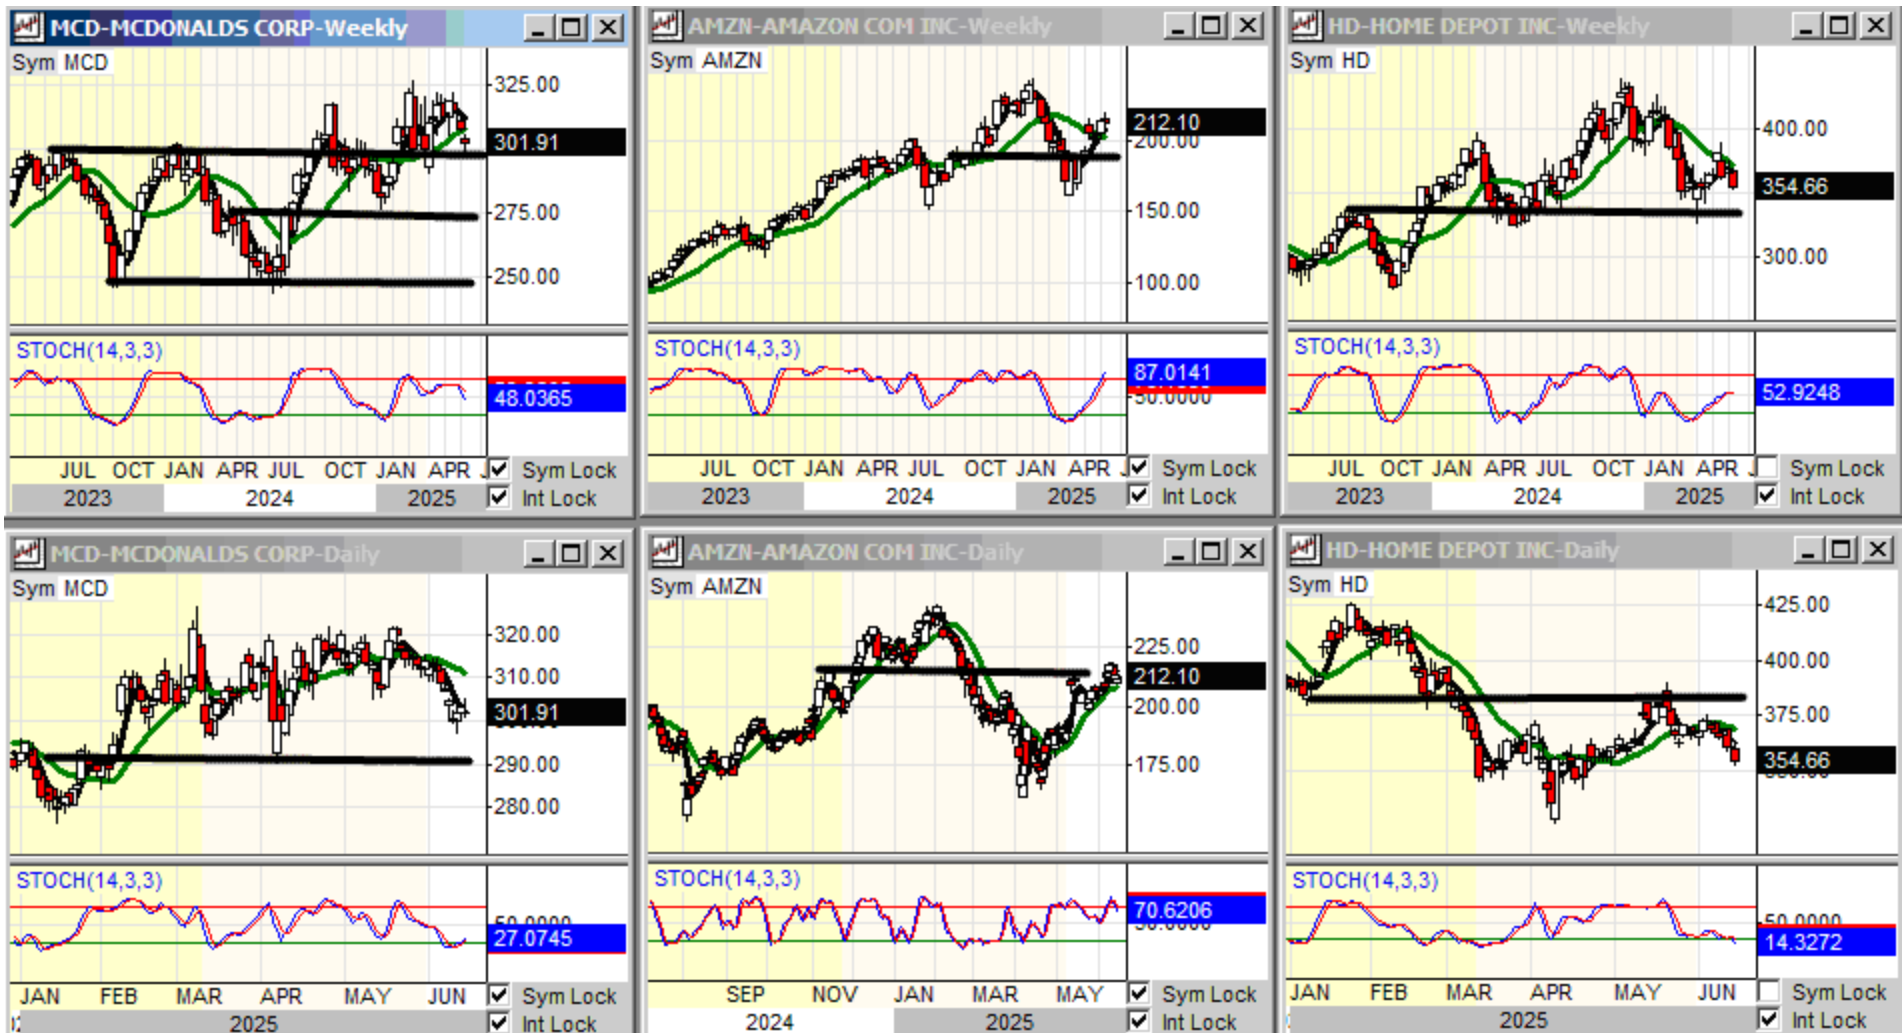 MCD-MCDONALDS CORP-Weekly
Sym MCD
325.00
301.91
275.00
250.00
STOCH(14,3,3)
48.0365
JUL OCT JAN APR JUL OCT JAN APR
Sym Lock
2023 2024 2025
Int Lock
AMZN-AMAZON COM INC-Weekly
Sym AMZN
212.10
200.00
150.00
100.00
STOCH(14,3,3)
87.0141
50.0000
JUL OCT JAN APR JUL OCT JAN APR
Sym Lock
2023 2024 2025
Int Lock
HD-HOME DEPOT INC-Weekly
Sym HD
400.00
354.66
300.00
STOCH(14,3,3)
52.9248
JUL OCT JAN APR JUL OCT JAN APR
Sym Lock
2023 2024 2025
Int Lock
MCD-MCDONALDS CORP-Daily
Sym MCD
320.00
310.00
301.91
290.00
280.00
STOCH(14,3,3)
50.0000
27.0745
JAN FEB MAR APR MAY JUN
Sym Lock
2025
Int Lock
AMZN-AMAZON COM INC-Daily
Sym AMZN
225.00
212.10
200.00
175.00
STOCH(14,3,3)
70.6206
50.0000
SEP NOV JAN MAR MAY
Sym Lock
2024 2025
Int Lock
HD-HOME DEPOT INC-Daily
Sym HD
425.00
400.00
375.00
354.66
STOCH(14,3,3)
50.0000
14.3272
JAN FEB MAR APR MAY JUN
Sym Lock
2025
Int Lock